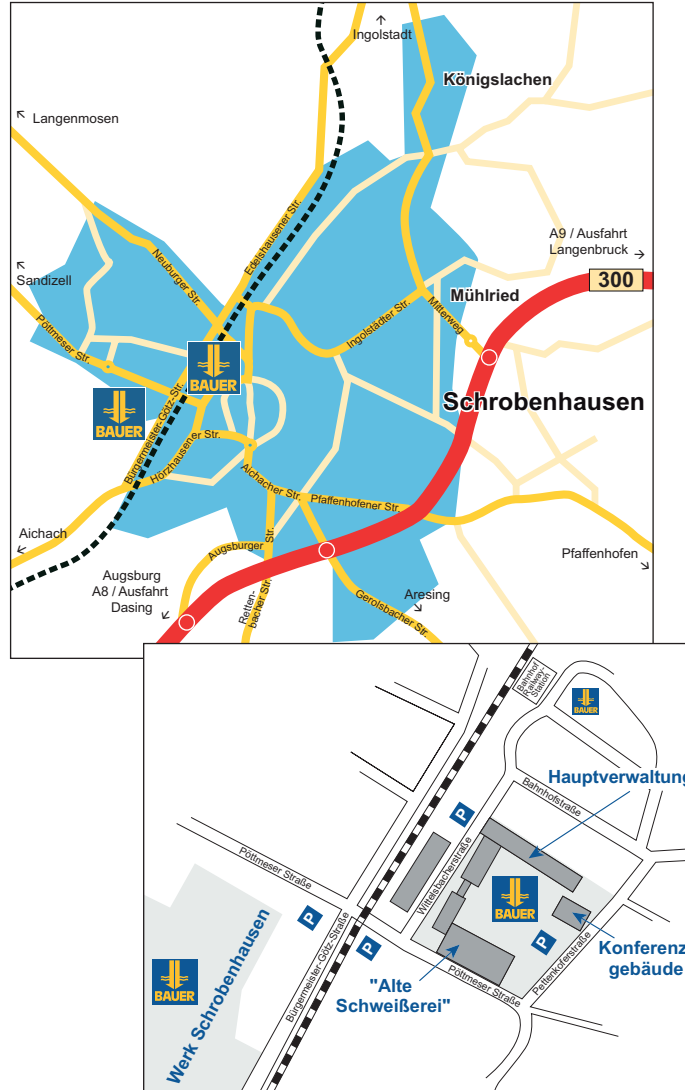 Ingolstadt
Königslachen
Langenmosen
A9 / Ausfahrt
Langenbruck
300
Sandizell
Neuburger Str.
Edelshausener Str.
Mühlried
Ingolstädter Str.
Mitterweg
Pöttmeser Str.
BAUER
BAUER
Schrobenhausen
Bürgermeister-Götz-Str.
Hörzhausener Str.
Aichacher Str.
Pfaffenhofener Str.
Aichach
Augsburger Str.
Pfaffenhofen
Augsburg
A8 / Ausfahrt
Dasing
Retten-
bacher Str.
Aresing
Gerolsbacher Str.
Bahnhof
Railway-
Station
BAUER
Hauptverwaltung
Bahnhofstraße
P
Pöttmeser Straße
Wittelsbacherstraße
BAUER
P
P
P
Konferenz
gebäude
Pettenkoferstraße
BAUER
Werk Schrobenhausen
Bürgermeister-Götz-Straße
"Alte
Schweißerei"
Pöttmeser Straße